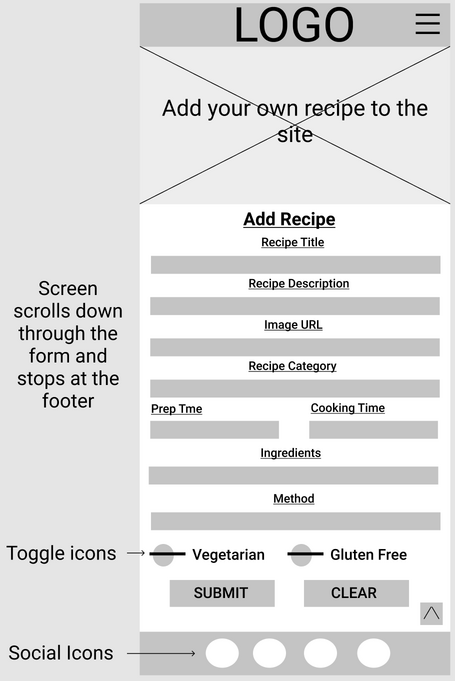 LOGO
Add your own recipe to the
site
Add Recipe
Recipe Title
Recipe Description
Image URL
Recipe Category
Prep Tme
Cooking Time
Ingredients
Method
Vegetarian
Gluten Free
SUBMIT
CLEAR
Screen
scrolls down
through the
form and
stops at the
footer
Toggle icons
Social Icons